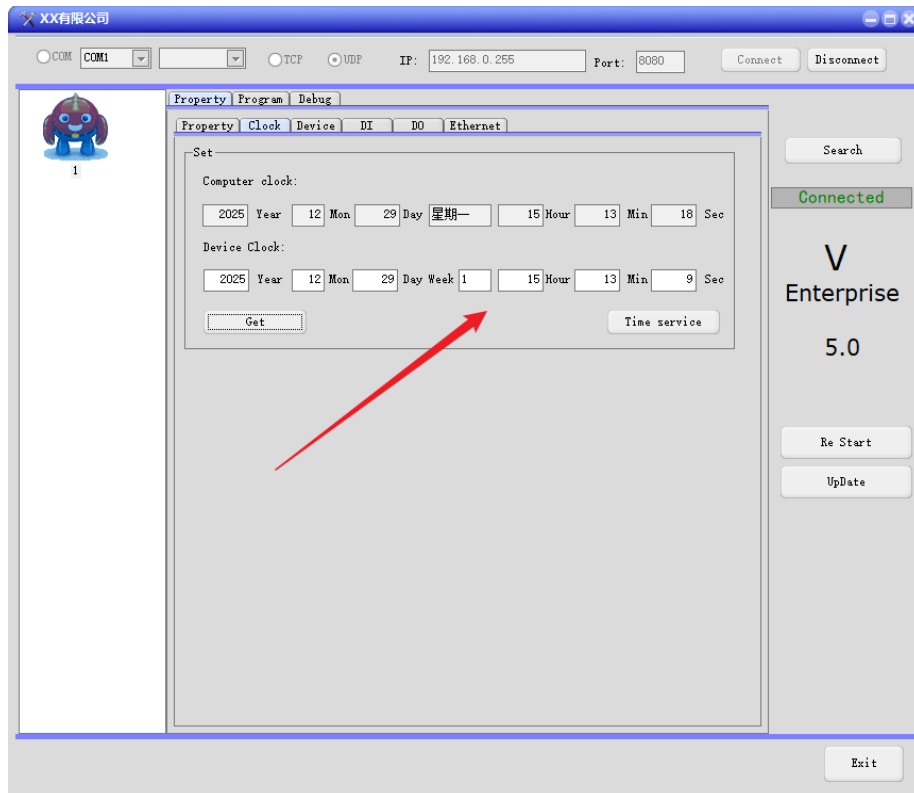 XX有限公司
COM COM1 TCP UDP IP: 192.168.0.255 Port: 8080 Connect Disconnect
Property Program Debug
Property Clock Device DI DO Ethernet
Set
Computer clock:
2025 Year 12 Mon 29 Day 星期一 15 Hour 13 Min 18 Sec
Device Clock:
2025 Year 12 Mon 29 Day Week 1 15 Hour 13 Min 9 Sec
Get Time service
1
Search
Connected
V
Enterprise
5.0
Re Start
UpDate
Exit